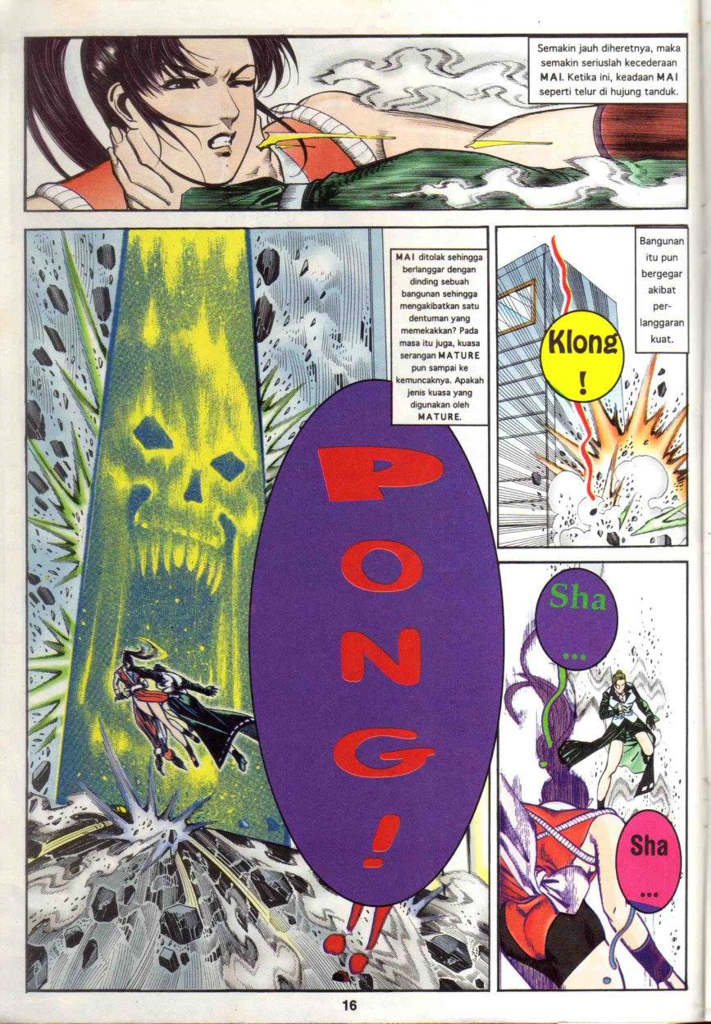 Semakin jauh diheretnya, maka
semakin seriuslah kecederaan
MAI. Ketika ini, keadaan MAI
seperti telur di hujung tanduk.
MAI ditolak sehingga
berlanggar dengan
dinding sebuah
bangunan sehingga
mengakibatkan satu
dentuman yang
memekakkan? Pada
masa itu juga, kuasa
serangan MATURE
pun sampai ke
kemuncaknya. Apakah
jenis kuasa yang
digunakan oleh
MATURE.
PONG!
Bangunan
itu pun
bergegar
akibat
per-
langgaran
kuat.
Klong
!
Sha
...
Sha
...
16